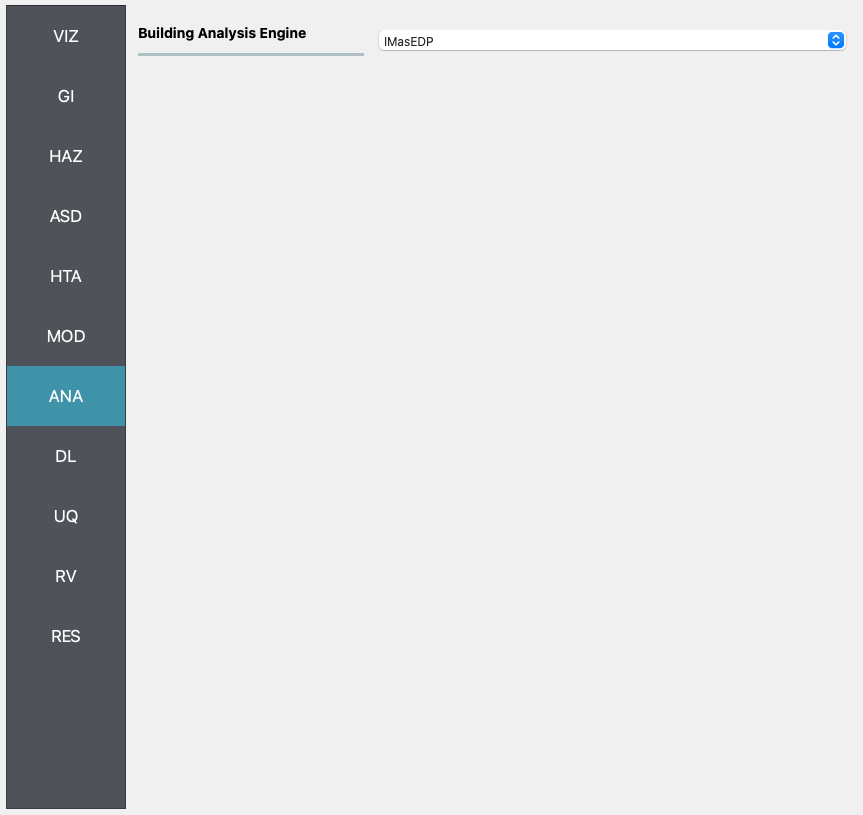 VIZ
GI
HAZ
ASD
HTA
MOD
ANA
DL
UQ
RV
RES
Building Analysis Engine
IMasEDP